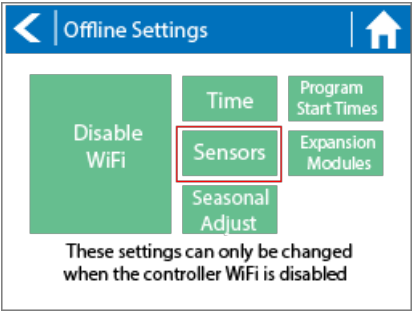 Offline Settings
Disable
WiFi
Time
Sensors
Seasonal
Adjust
Program
Start Times
Expansion
Modules
These settings can only be changed
when the controller WiFi is disabled